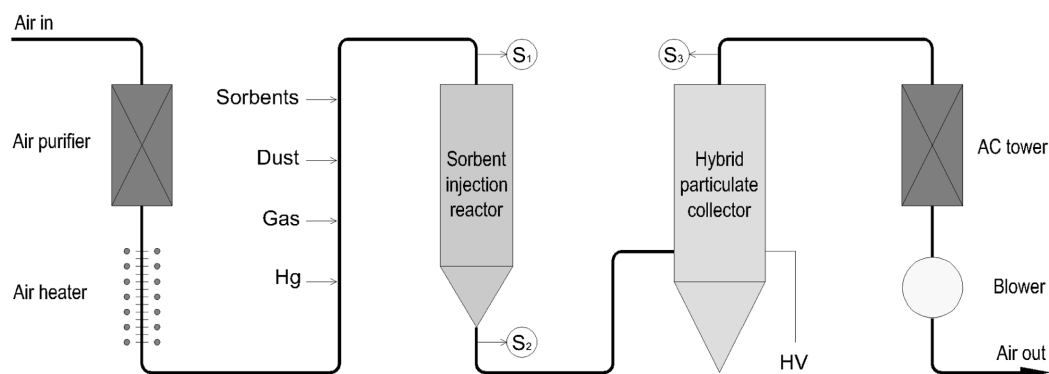 Air in
Air purifier
Air heater
Sorbents
Dust
Gas
Hg
S₁
Sorbent
injection
reactor
S₂
S₃
Hybrid
particulate
collector
HV
AC tower
Blower
Air out